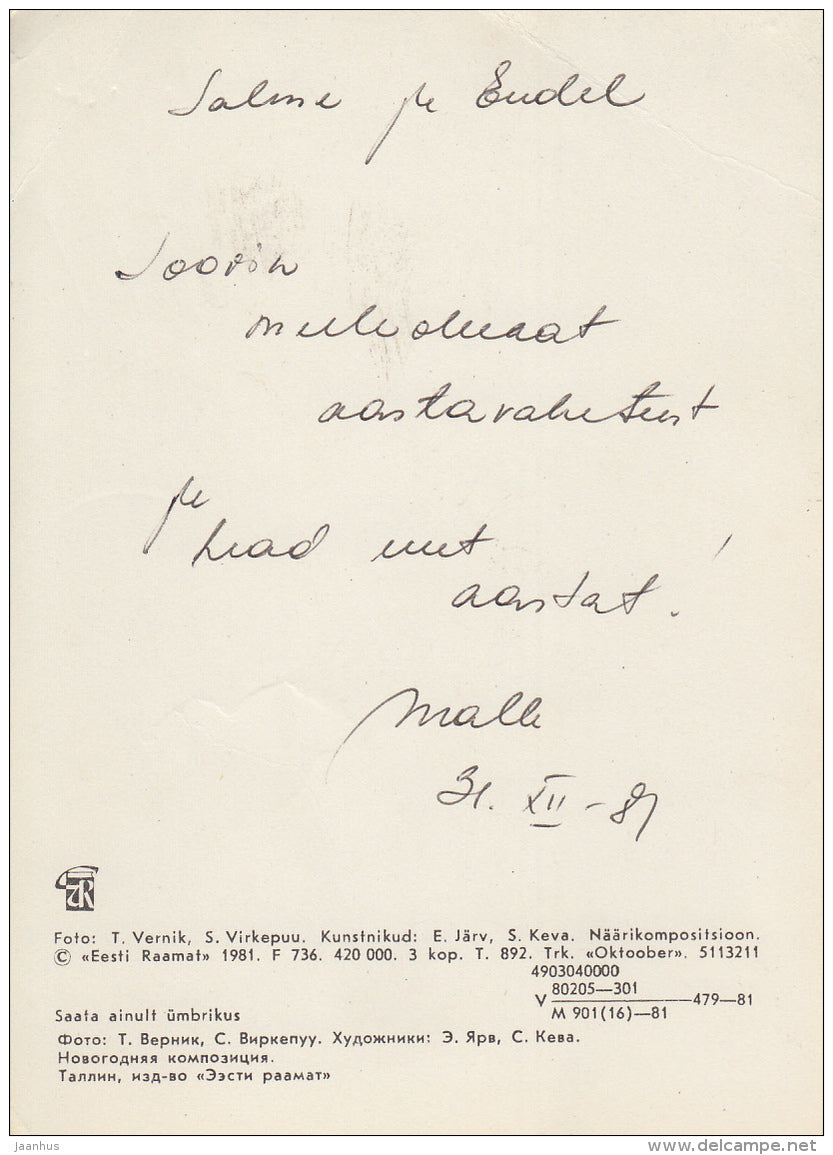 Salme ja Endel
Soovin
meeleolukaat
aastavahetust
ja
head uut
aastat!
Malle
31. XII -81
Foto: T. Vernik, S. Virkepuu. Kunstnikud: E. Järv, S. Keva. Näärikompositsioon.
© «Eesti Raamat» 1981. F 736. 420 000. 3 kop. T. 892. Trk. «Oktoober». 5113211
4903040000
V 80205—301 —479—81
M 901(16)—81
Saata ainult ümbrikus
Фото: Т. Верник, С. Виркепуу. Художники: Э. Ярв, С. Кева.
Новогодняя композиция.
Таллин, изд-во «Ээсти раамат»
jaanhus
www.delcampe.net